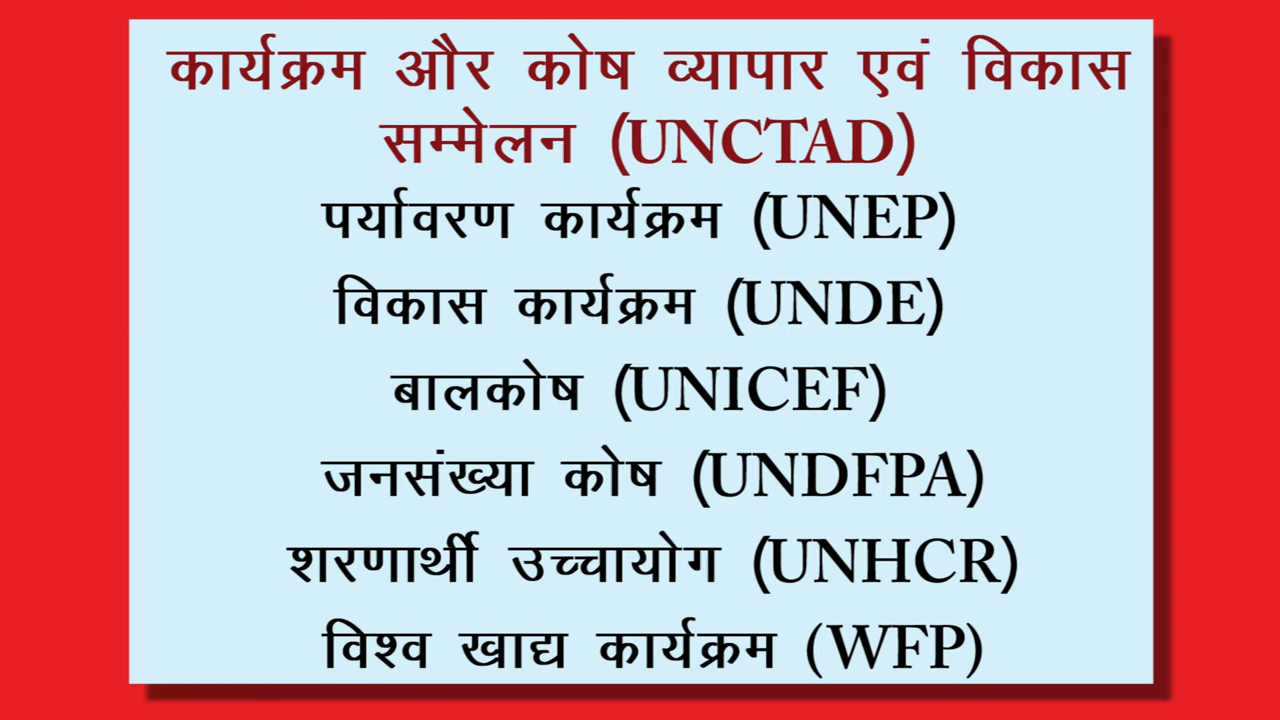 कार्यक्रम और कोष व्यापार एवं विकास
सम्मेलन (UNCTAD)
पर्यावरण कार्यक्रम (UNEP)
विकास कार्यक्रम (UNDE)
बालकोष (UNICEF)
जनसंख्या कोष (UNDFPA)
शरणार्थी उच्चायोग (UNHCR)
विश्व खाद्य कार्यक्रम (WFP)